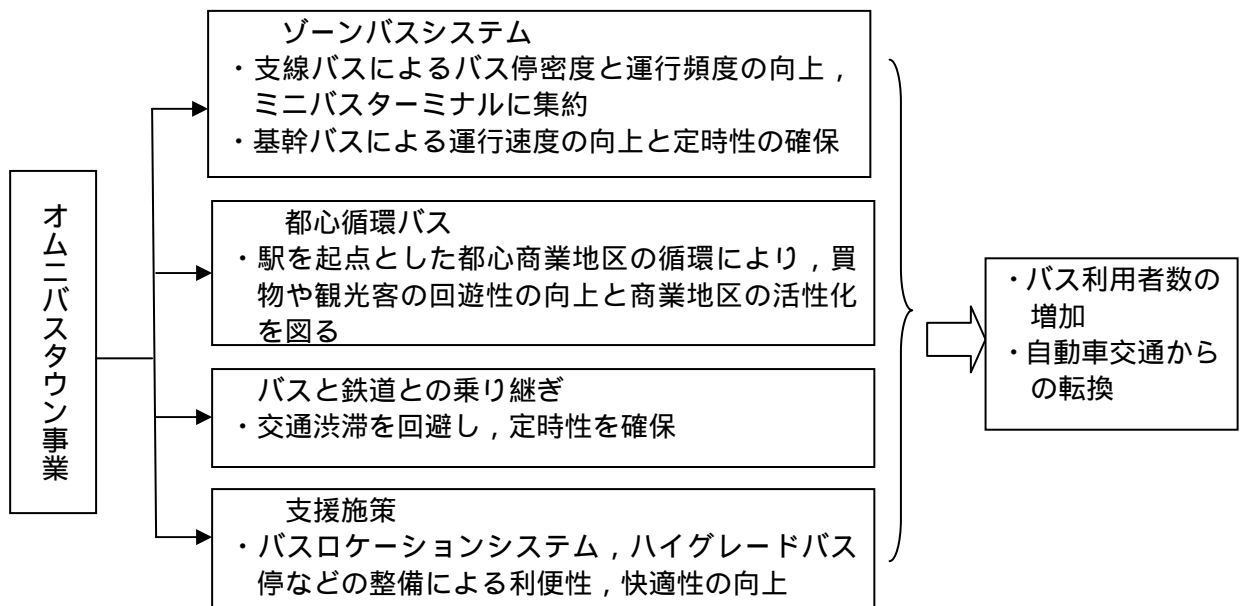 オムニバスタウン事業
ゾーンバスシステム
・支線バスによるバス停密度と運行頻度の向上，
ミニバスターミナルに集約
・基幹バスによる運行速度の向上と定時性の確保
都心循環バス
・駅を起点とした都心商業地区の循環により，買
物や観光客の回遊性の向上と商業地区の活性化
を図る
バスと鉄道との乗り継ぎ
・交通渋滞を回避し，定時性を確保
支援施策
・バスロケーションシステム，ハイグレードバス
停などの整備による利便性，快適性の向上
・バス利用者数の
増加
・自動車交通から
の転換